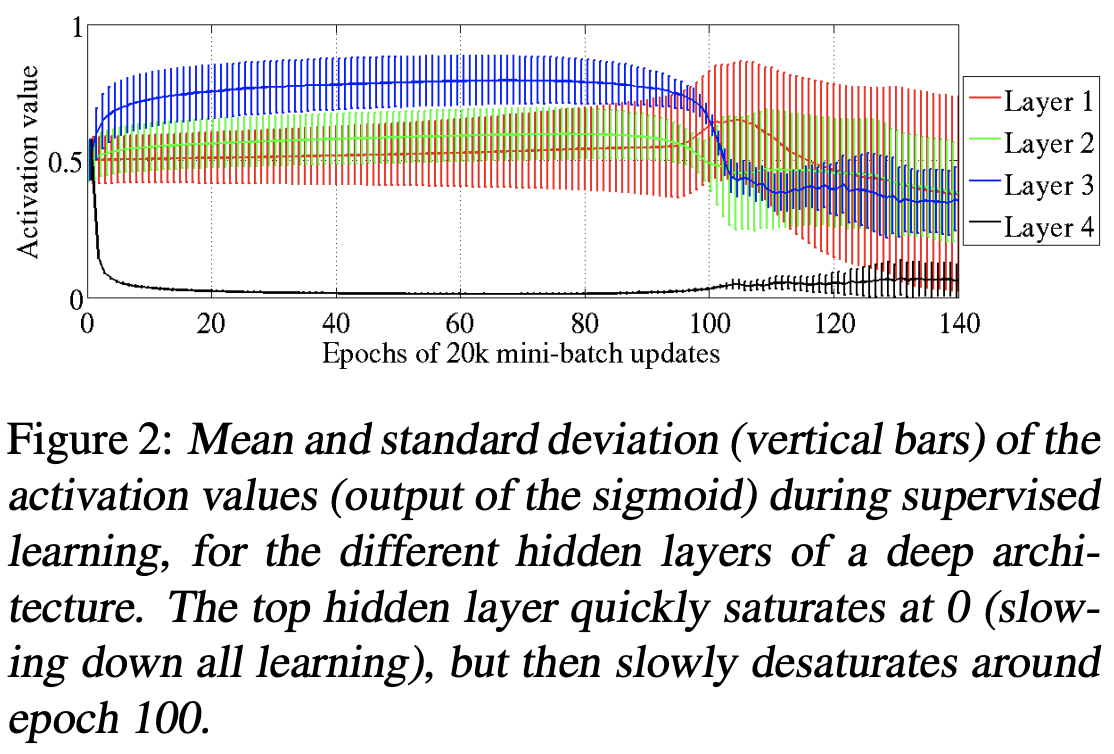 1
0.5
0
Activation value
0
20
40
60
80
100
120
140
Epochs of 20k mini-batch updates
Layer 1
Layer 2
Layer 3
Layer 4
Figure 2: Mean and standard deviation (vertical bars) of the
activation values (output of the sigmoid) during supervised
learning, for the different hidden layers of a deep archi-
tecture. The top hidden layer quickly saturates at 0 (slow-
ing down all learning), but then slowly desaturates around
epoch 100.